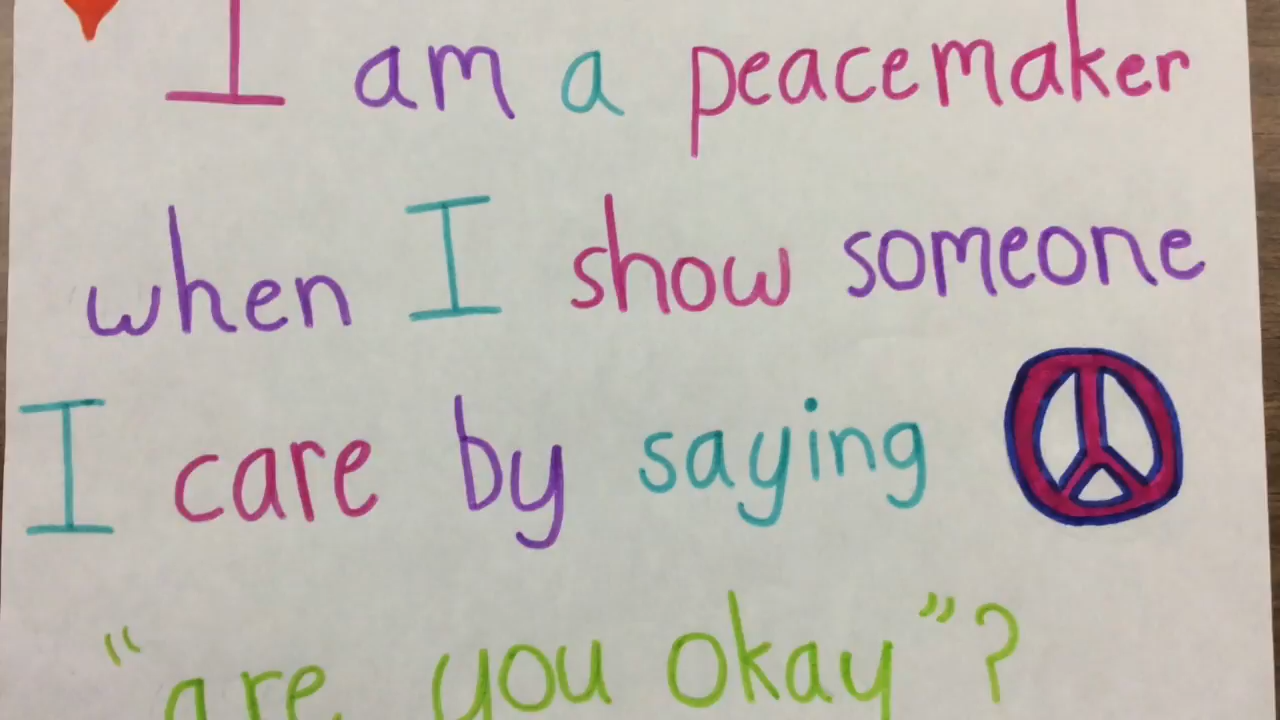 I am a peacemaker
when I show someone
I care by saying
“are you okay”?